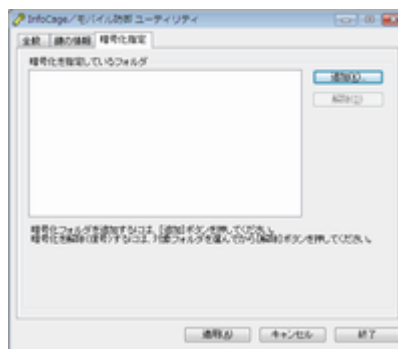 InfoCage／モバイル防御 ユーティリティ
全般 鍵の情報 暗号化指定
暗号化を指定しているフォルダ
追加(X)...
解除(D)
暗号化フォルダを追加するには、[追加]ボタンを押してください。
暗号化を解除(復号)するには、対象フォルダを選んでから[解除]ボタンを押してください。
適用(A) キャンセル 終了